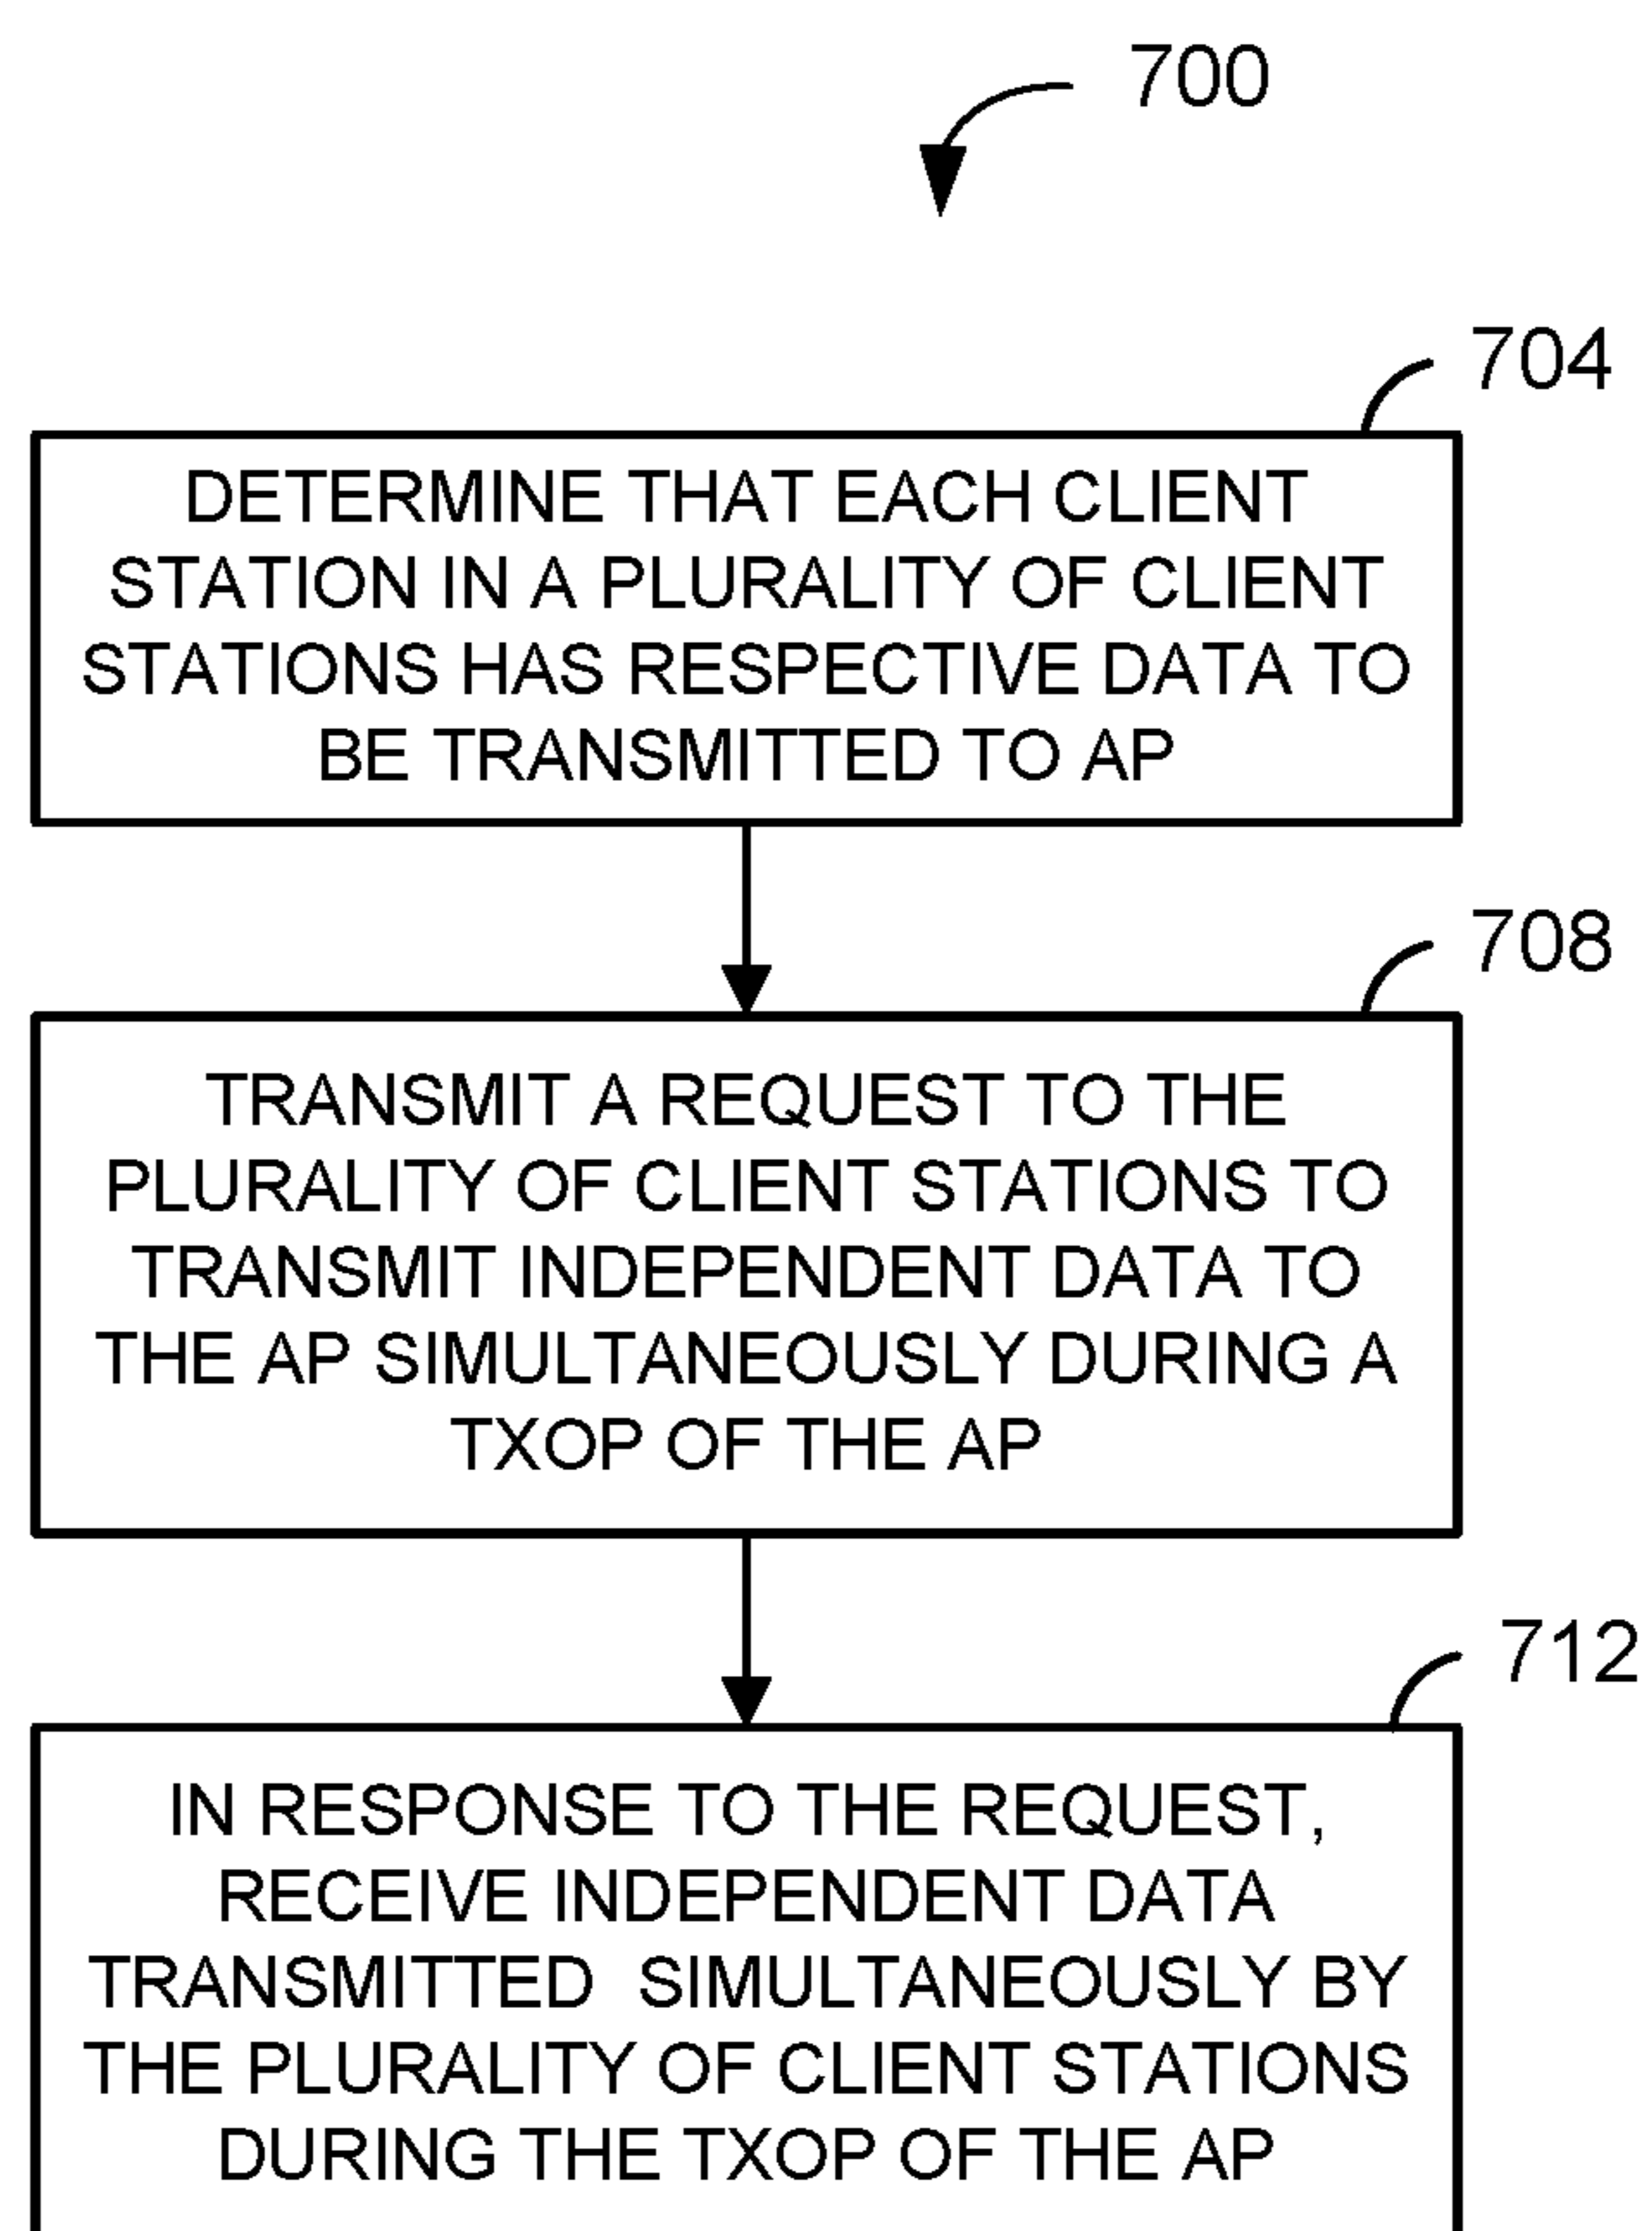 700
704
DETERMINE THAT EACH CLIENT
STATION IN A PLURALITY OF CLIENT
STATIONS HAS RESPECTIVE DATA TO
BE TRANSMITTED TO AP
708
TRANSMIT A REQUEST TO THE
PLURALITY OF CLIENT STATIONS TO
TRANSMIT INDEPENDENT DATA TO
THE AP SIMULTANEOUSLY DURING A
TXOP OF THE AP
712
IN RESPONSE TO THE REQUEST,
RECEIVE INDEPENDENT DATA
TRANSMITTED  SIMULTANEOUSLY BY
THE PLURALITY OF CLIENT STATIONS
DURING THE TXOP OF THE AP